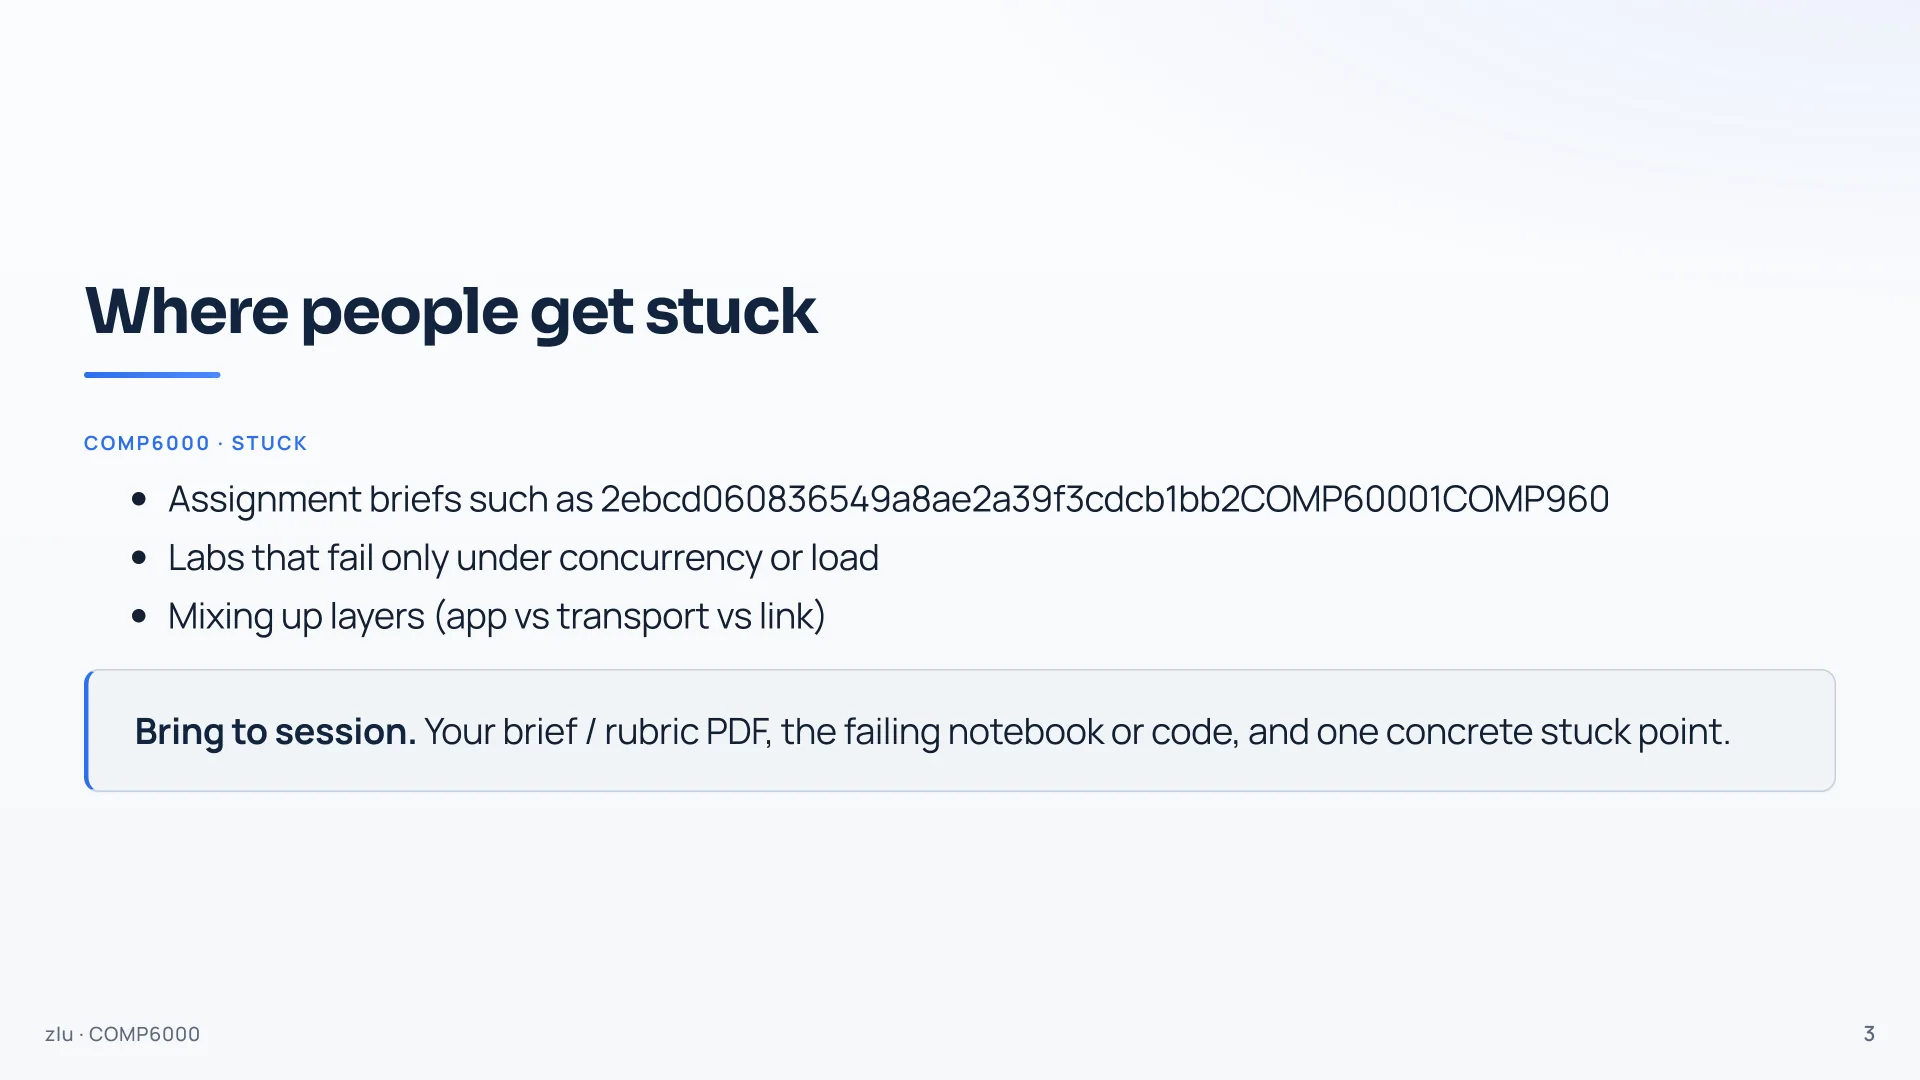 Where people get stuck
COMP6000 · STUCK
• Assignment briefs such as 2ebcd060836549a8ae2a39f3cdcb1bb2COMP60001COMP960
• Labs that fail only under concurrency or load
• Mixing up layers (app vs transport vs link)
Bring to session. Your brief / rubric PDF, the failing notebook or code, and one concrete stuck point.
zlu · COMP6000
3